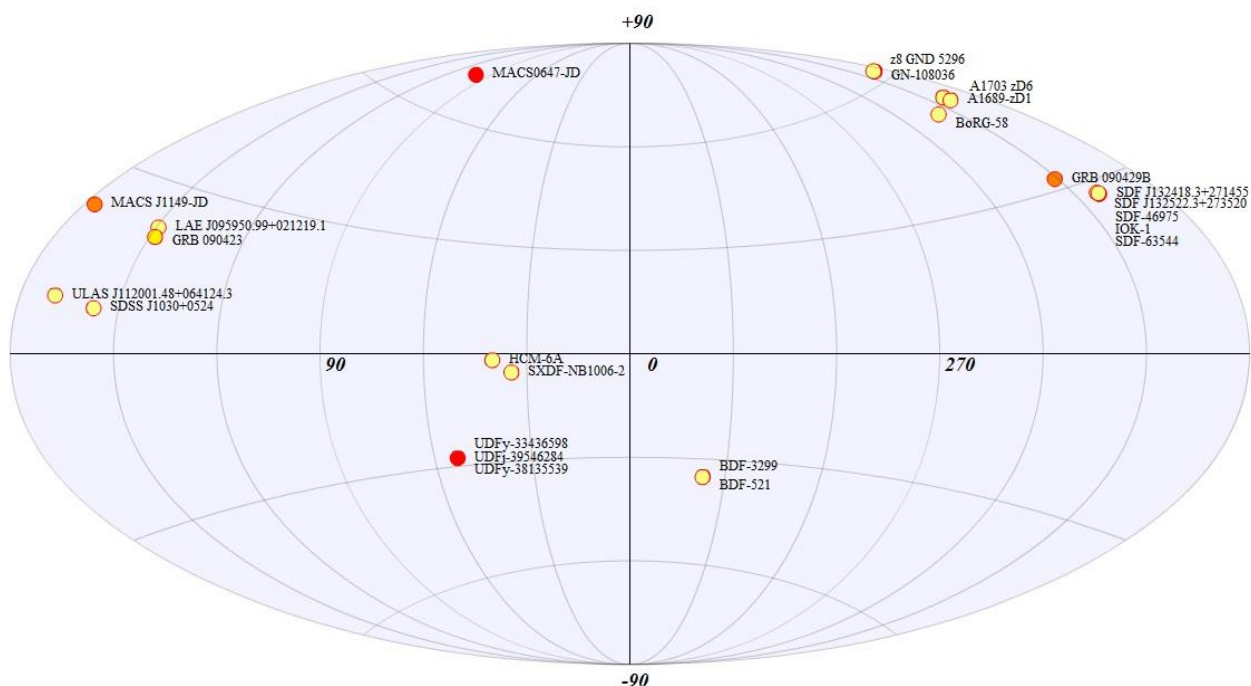 +90
z8 GND 5296
MACS0647-JD
GN-108036
A1703 zD6
A1689-zD1
BoRG-58
GRB 090429B
MACS J1149-JD
SDF J132418.3+271455
SDF J132522.3+273520
SDF-46975
IOK-1
SDF-63544
LAE J095950.99+021219.1
GRB 090423
ULAS J112001.48+064124.3
SDSS J1030+0524
90
HCM-6A
0
270
SXDF-NB1006-2
UDFy-33436598
UDFj-39546284
UDFy-38135539
BDF-3299
BDF-521
-90